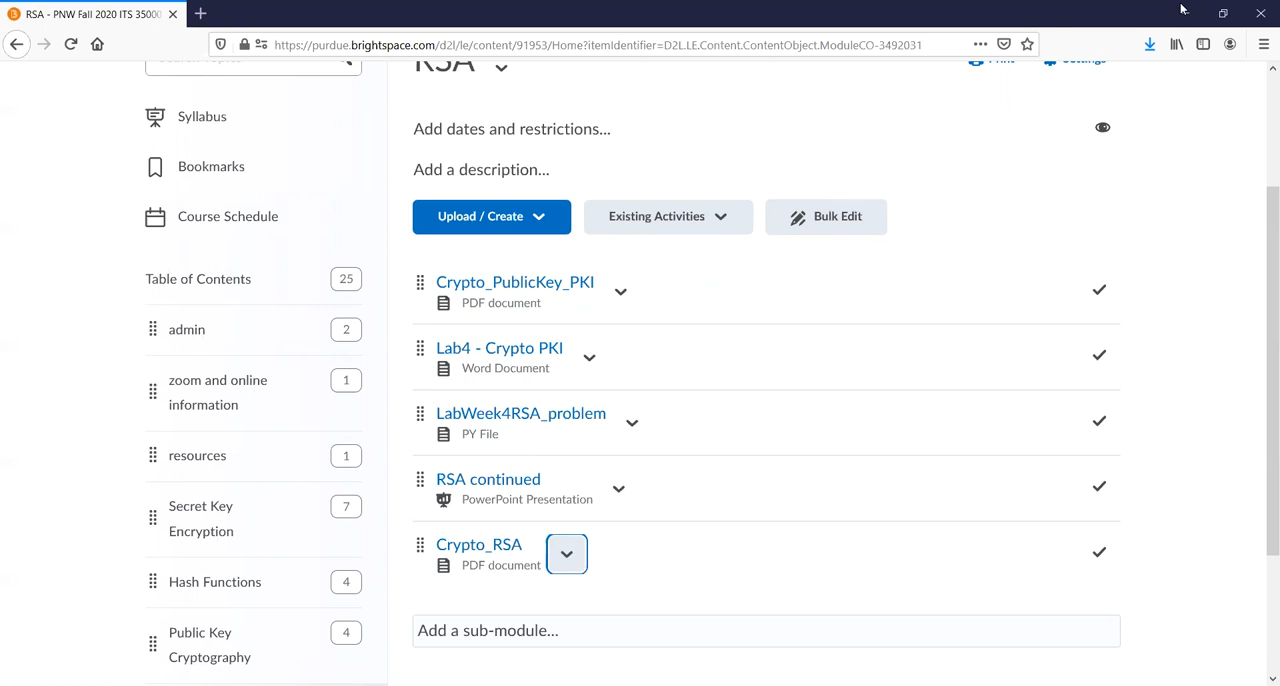 RSA - PNW Fall 2020 ITS 35000
https://purdue.brightspace.com/d2l/le/content/91953/Home?itemIdentifier=D2L.LE.Content.ContentObject.ModuleCO-3492031
RSA
Print
Settings
Syllabus
Bookmarks
Course Schedule
Table of Contents 25
admin 2
zoom and online
information
1
resources 1
Secret Key
Encryption
7
Hash Functions 4
Public Key
Cryptography
4
Add dates and restrictions...
Add a description...
Upload / Create
Existing Activities
Bulk Edit
Crypto_PublicKey_PKI
PDF document
Lab4 - Crypto PKI
Word Document
LabWeek4RSA_problem
PY File
RSA continued
PowerPoint Presentation
Crypto_RSA
PDF document
Add a sub-module...